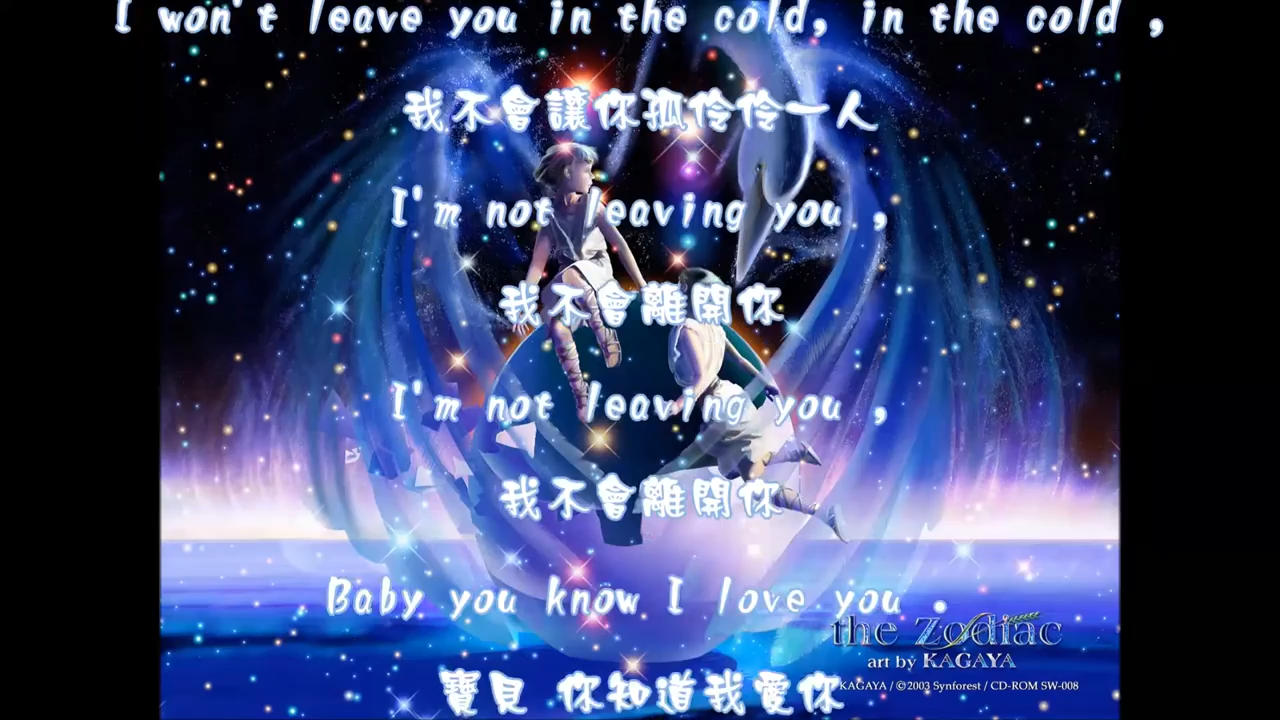 I won't leave you in the cold, in the cold ,
我不會讓你孤伶伶一人
I'm not leaving you ,
我不會離開你
I'm not leaving you ,
我不會離開你
Baby you know I love you .
寶貝 你知道我愛你
the Zodiac
art by KAGAYA
KAGAYA / ©2003 Synforest / CD-ROM SW-008